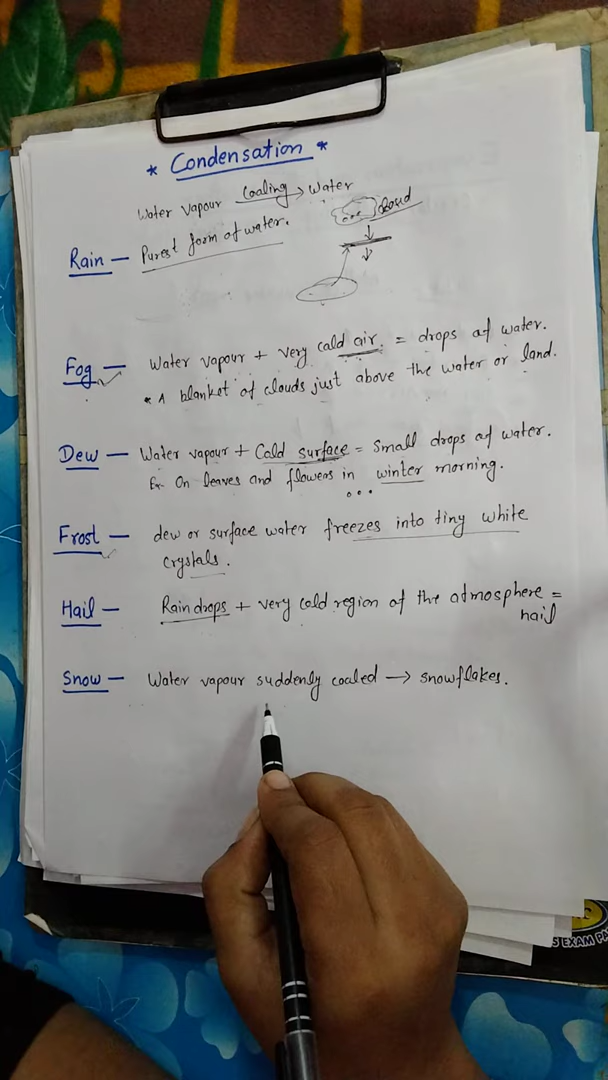 * Condensation *
Water vapour cooling → water
cloud
Rain — Purest form of water.
Fog — Water vapour + very cold air. = drops of water.
* A blanket of clouds just above the water or land.
Dew — Water vapour + Cold surface = Small drops of water.
Ex On leaves and flowers in winter morning.
Frost — dew or surface water freezes into tiny white
crystals.
Hail — Rain drops + very cold region of the atmosphere =
hail
Snow — Water vapour suddenly cooled → snowflakes.
S EXAM PA